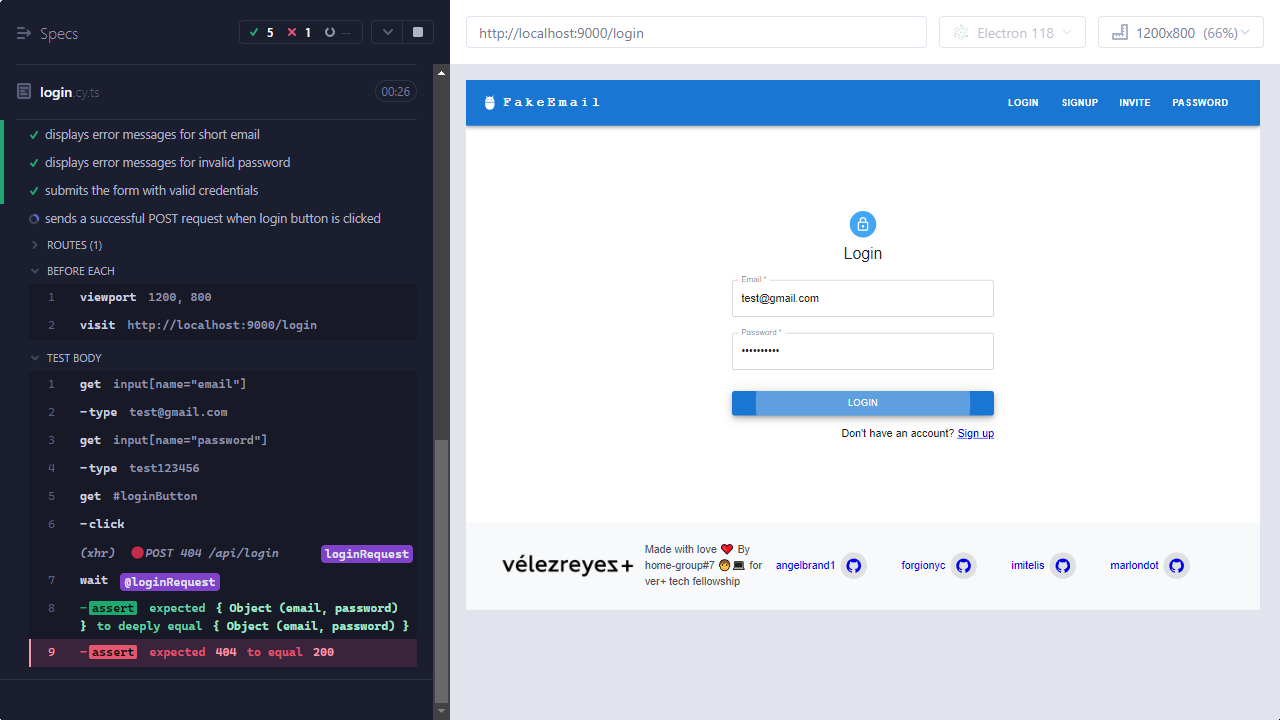 Specs
5 1 --
login.cy.ts 00:26
displays error messages for short email
displays error messages for invalid password
submits the form with valid credentials
sends a successful POST request when login button is clicked
ROUTES (1)
BEFORE EACH
1 viewport 1200, 800
2 visit http://localhost:9000/login
TEST BODY
1 get input[name="email"]
2 -type test@gmail.com
3 get input[name="password"]
4 -type test123456
5 get #loginButton
6 -click
(xhr) POST 404 /api/login loginRequest
7 wait @loginRequest
8 -assert expected { Object (email, password)
} to deeply equal { Object (email, password) }
9 -assert expected 404 to equal 200
http://localhost:9000/login
Electron 118
1200x800 (66%)
FakeEmail
LOGIN SIGNUP INVITE PASSWORD
Login
Email *
test@gmail.com
Password *
••••••••••
LOGIN
Don't have an account? Sign up
vélezreyes+
Made with love ❤️ By
home-group#7 🧑‍💻 for
ver+ tech fellowship
angelbrand1
forgionyc
imitelis
marlondot